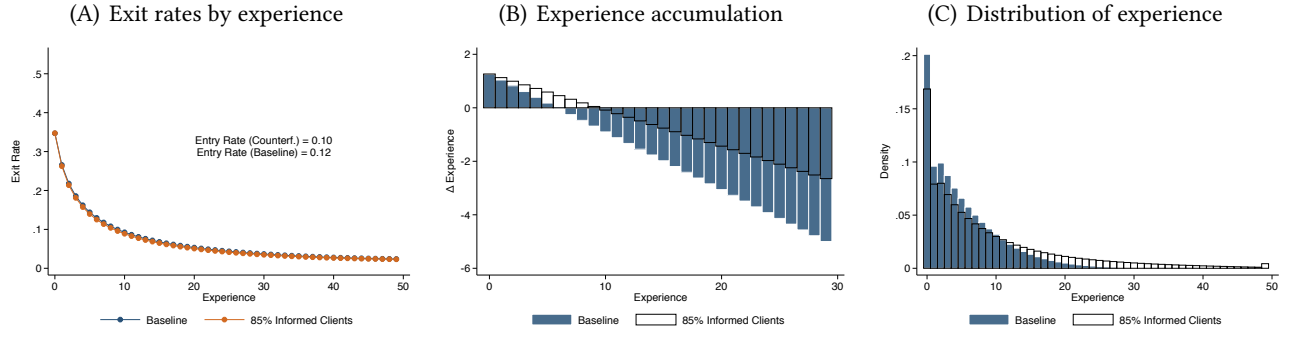 (A) Exit rates by experience
Exit Rate
.5
.4
.3
.2
.1
0
Entry Rate (Counterf.) = 0.10
Entry Rate (Baseline) = 0.12
0 10 20 30 40 50
Experience
Baseline 85% Informed Clients
(B) Experience accumulation
Δ Experience
2
0
-2
-4
-6
0 10 20 30
Experience
Baseline 85% Informed Clients
(C) Distribution of experience
Density
.2
.15
.1
.05
0
0 10 20 30 40 50
Experience
Baseline 85% Informed Clients